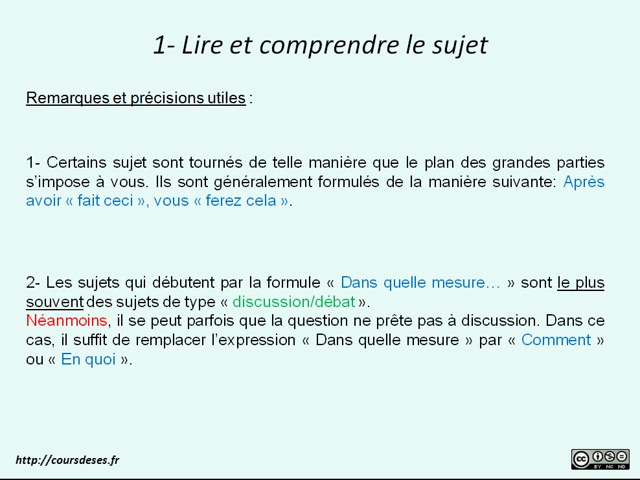 1- Lire et comprendre le sujet
Remarques et précisions utiles :
1- Certains sujet sont tournés de telle manière que le plan des grandes parties
s’impose à vous. Ils sont généralement formulés de la manière suivante: Après
avoir « fait ceci », vous « ferez cela ».
2- Les sujets qui débutent par la formule « Dans quelle mesure… » sont le plus
souvent des sujets de type « discussion/débat ».
Néanmoins, il se peut parfois que la question ne prête pas à discussion. Dans ce
cas, il suffit de remplacer l’expression « Dans quelle mesure » par « Comment »
ou « En quoi ».
http://coursdeses.fr
cc
BY NC ND